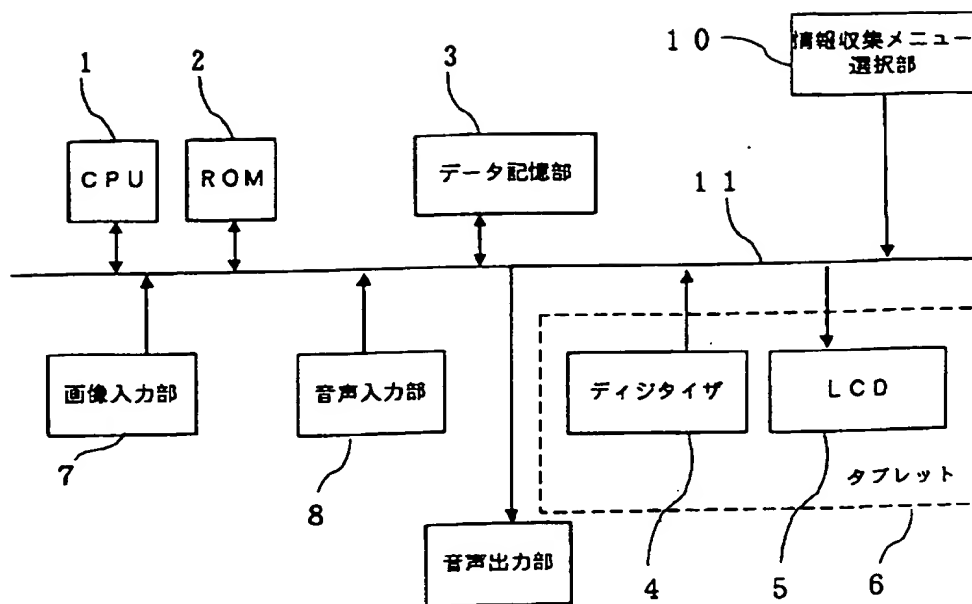 10
情報収集メニュー
選択部
1
2
3
CPU
ROM
データ記憶部
11
画像入力部
音声入力部
ディジタイザ
LCD
タブレット
7
8
音声出力部
4
5
6